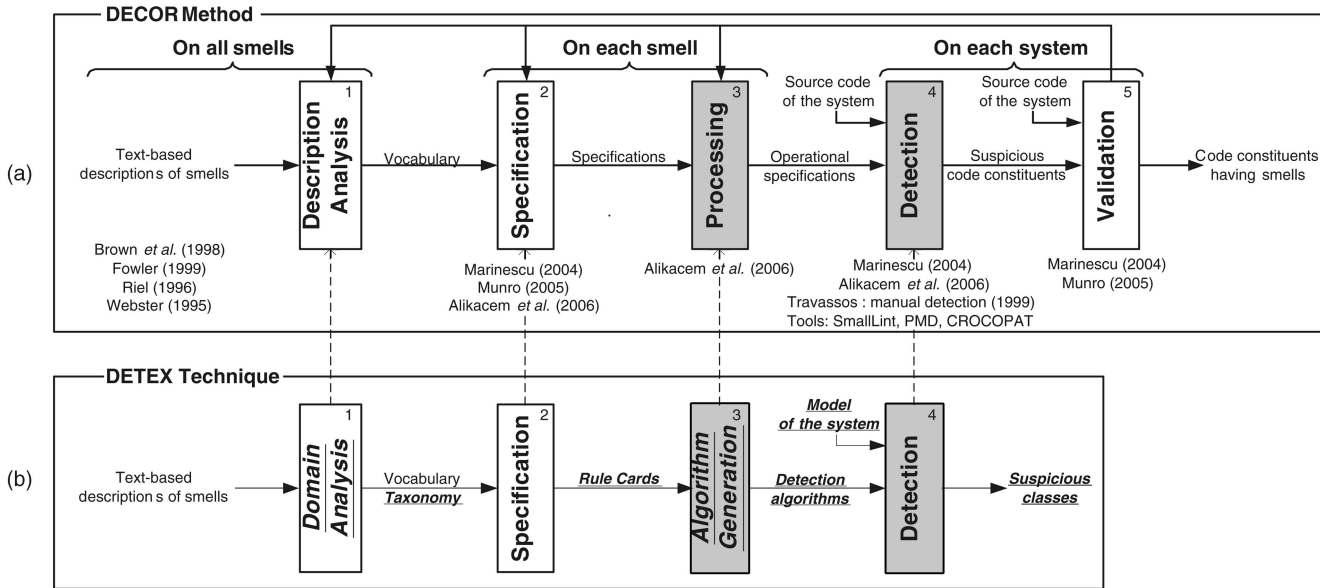 DECOR Method
On all smells
On each smell
On each system
(a)
Text-based
descriptions of smells
1
Description
Analysis
Vocabulary
2
Specification
Specifications
3
Processing
Operational
specifications
Source code
of the system
4
Detection
Suspicious
code constituents
Source code
of the system
5
Validation
Code constituents
having smells
Brown et al. (1998)
Fowler (1999)
Riel (1996)
Webster (1995)
Marinescu (2004)
Munro (2005)
Alikacem et al. (2006)
Alikacem et al. (2006)
Marinescu (2004)
Alikacem et al. (2006)
Travassos : manual detection (1999)
Tools: SmallLint, PMD, CROCOPAT
Marinescu (2004)
Munro (2005)
DETEX Technique
(b)
Text-based
descriptions of smells
1
Domain
Analysis
Vocabulary
Taxonomy
2
Specification
Rule Cards
3
Algorithm
Generation
Detection
algorithms
Model
of the system
4
Detection
Suspicious
classes